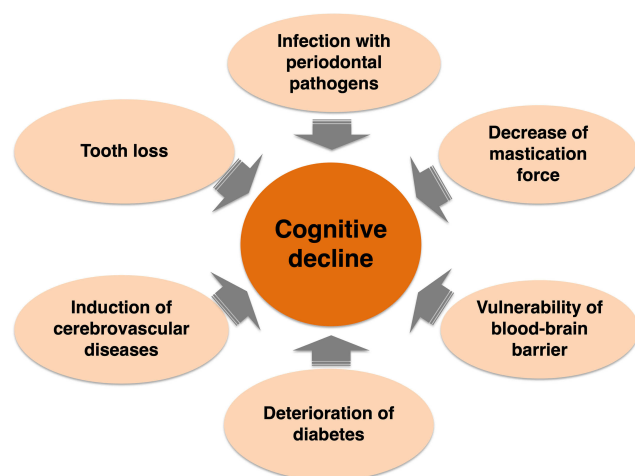 Infection with
periodontal
pathogens
Tooth loss
Decrease of
mastication
force
Cognitive
decline
Induction of
cerebrovascular
diseases
Vulnerability of
blood-brain
barrier
Deterioration of
diabetes